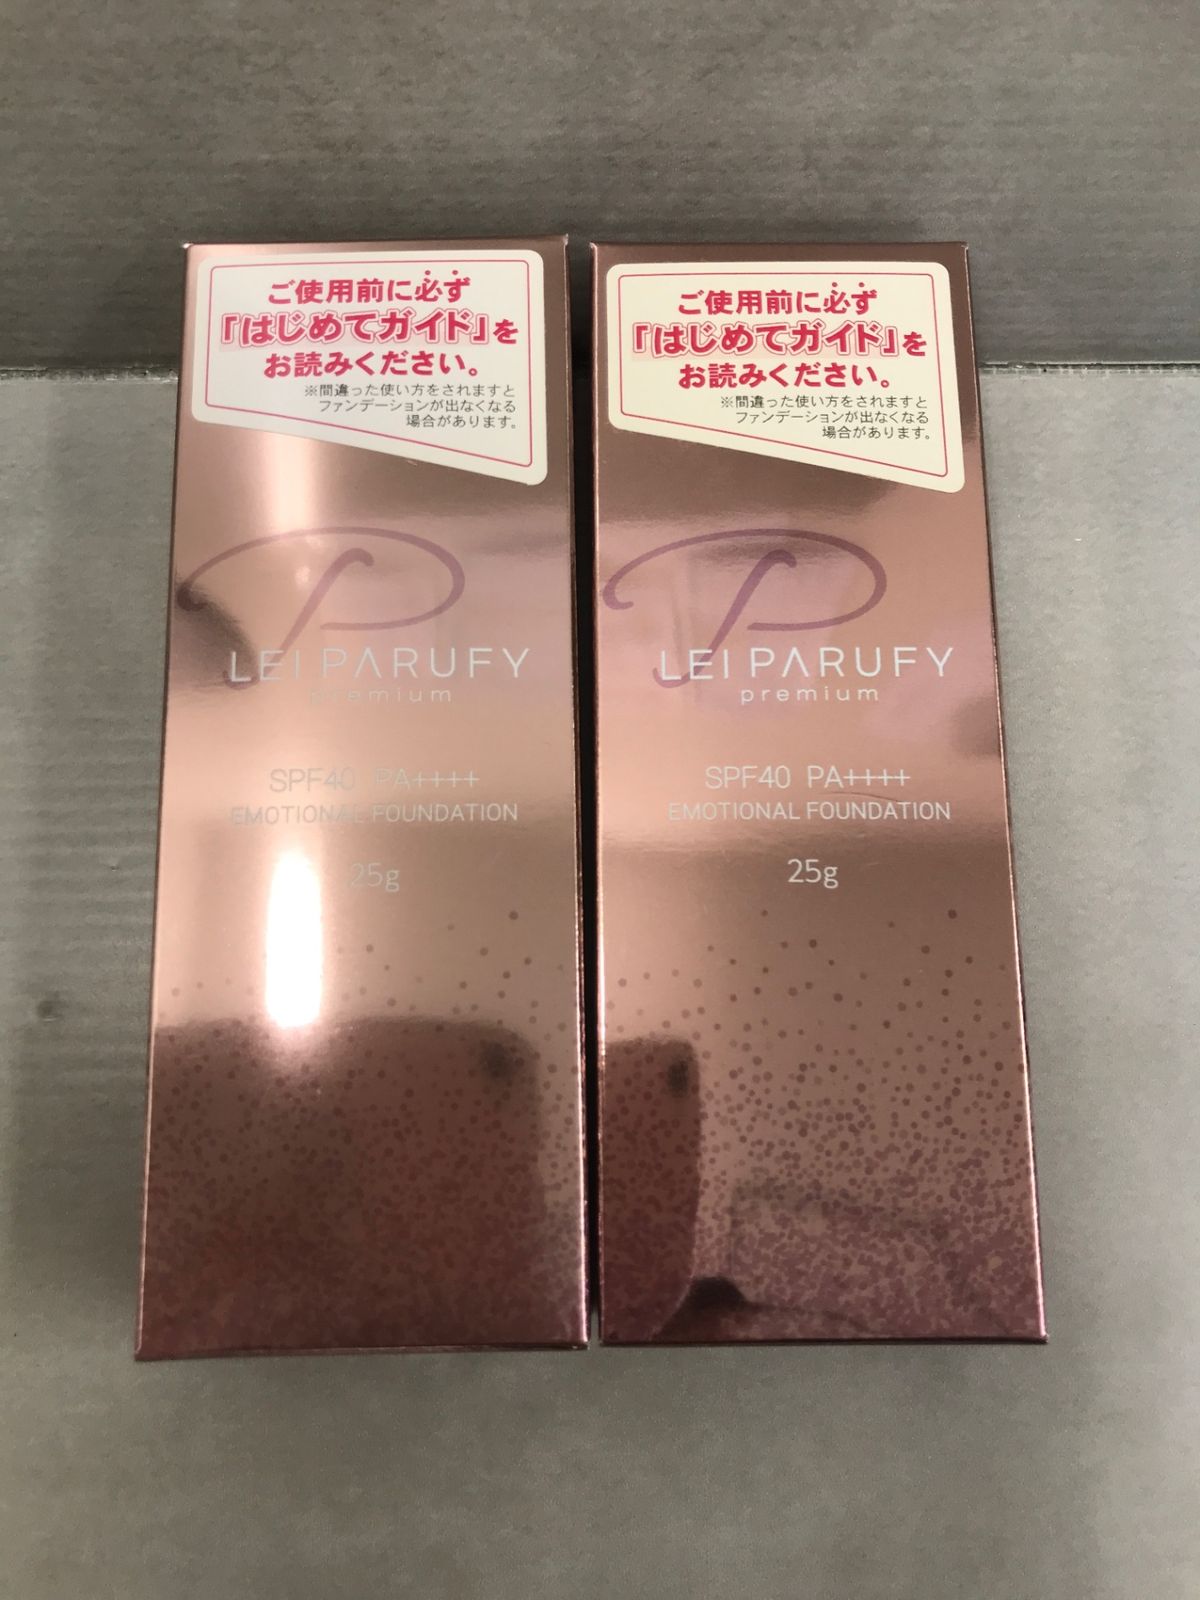 ご使用前に必ず
「はじめてガイド」を
お読みください。
※間違った使い方をされますと
ファンデーションが出なくなる
場合があります。
P
LEI PARUFY
premium
SPF40 PA++++
EMOTIONAL FOUNDATION
25g
ご使用前に必ず
「はじめてガイド」を
お読みください。
※間違った使い方をされますと
ファンデーションが出なくなる
場合があります。
P
LEI PARUFY
premium
SPF40 PA++++
EMOTIONAL FOUNDATION
25g